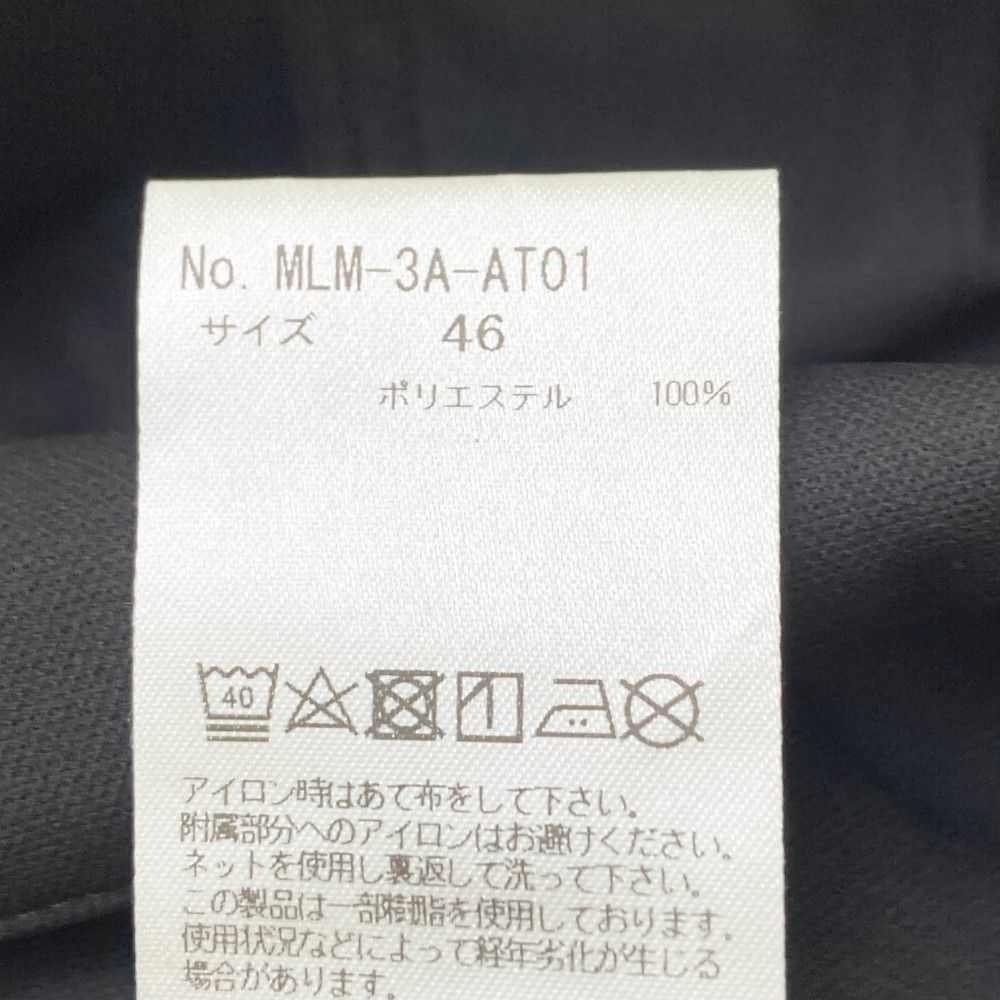 No. MLM-3A-AT01
サイズ 46
ポリエステル 100%
40
アイロン時はあて布をして下さい。
附属部分へのアイロンはお避けください。
ネットを使用し裏返して洗って下さい。
この製品は一部樹脂を使用しております。
使用状況などによって経年劣化が生じる
場合があります。